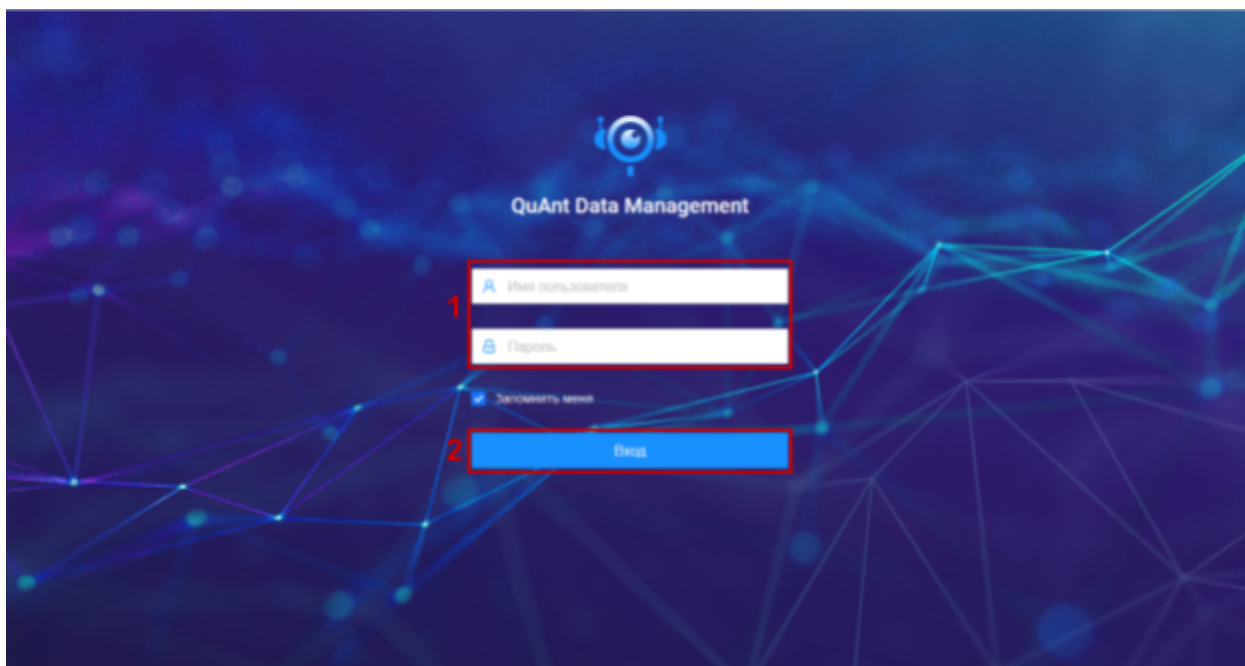 QuAnt Data Management
1
Имя пользователя
Пароль
Запомнить меня
2
Вход